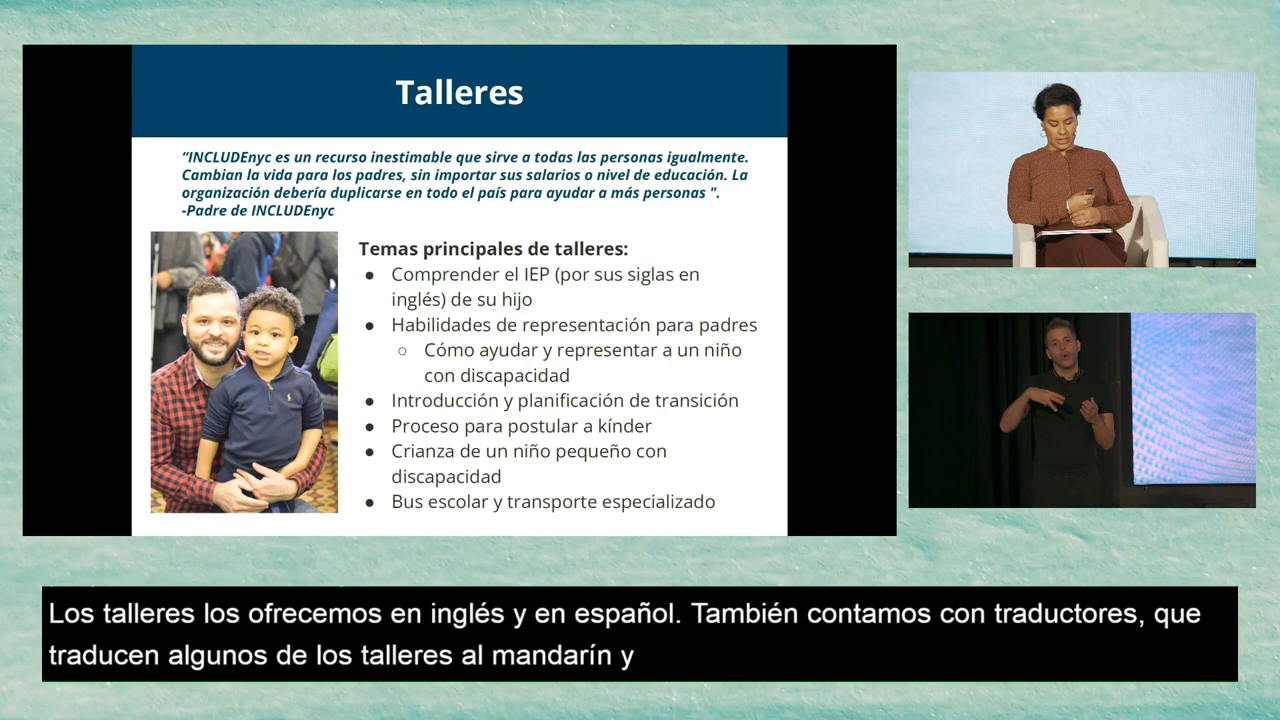 Talleres
“INCLUDEnyc es un recurso inestimable que sirve a todas las personas igualmente.
Cambian la vida para los padres, sin importar sus salarios o nivel de educación. La
organización debería duplicarse en todo el país para ayudar a más personas ".
-Padre de INCLUDEnyc
Temas principales de talleres:
● Comprender el IEP (por sus siglas en
inglés) de su hijo
● Habilidades de representación para padres
○ Cómo ayudar y representar a un niño
con discapacidad
● Introducción y planificación de transición
● Proceso para postular a kínder
● Crianza de un niño pequeño con
discapacidad
● Bus escolar y transporte especializado
Los talleres los ofrecemos en inglés y en español. También contamos con traductores, que
traducen algunos de los talleres al mandarín y